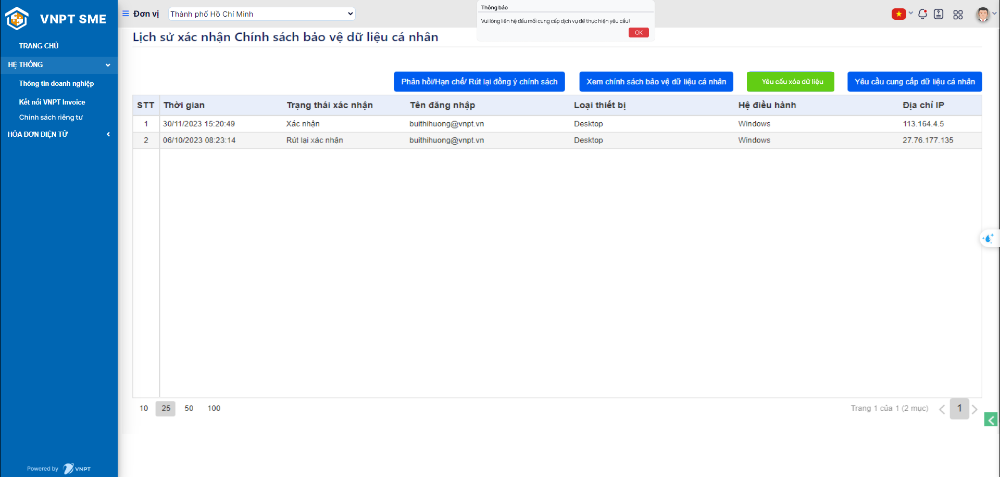 VNPT SME
TRANG CHỦ
HỆ THỐNG
Thông tin doanh nghiệp
Kết nối VNPT Invoice
Chính sách riêng tư
HÓA ĐƠN ĐIỆN TỬ
Powered by VNPT
Đơn vị
Thành phố Hồ Chí Minh
Thông báo
Vui lòng liên hệ đầu mối cung cấp dịch vụ để thực hiện yêu cầu!
OK
Lịch sử xác nhận Chính sách bảo vệ dữ liệu cá nhân
Phản hồi/Hạn chế/ Rút lại đồng ý chính sách
Xem chính sách bảo vệ dữ liệu cá nhân
Yêu cầu xóa dữ liệu
Yêu cầu cung cấp dữ liệu cá nhân
STT Thời gian Trạng thái xác nhận Tên đăng nhập Loại thiết bị Hệ điều hành Địa chỉ IP
1 30/11/2023 15:20:49 Xác nhận buithihuong@vnpt.vn Desktop Windows 113.164.4.5
2 06/10/2023 08:23:14 Rút lại xác nhận buithihuong@vnpt.vn Desktop Windows 27.76.177.135
10 25 50 100
Trang 1 của 1 (2 mục) 1